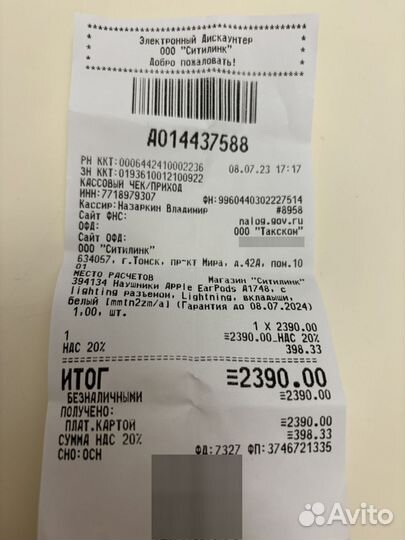 Электронный Дискаунтер
ООО "Ситилинк"
Добро пожаловать!
A014437588
РН ККТ:0006442410002236 08.07.23 17:17
ЗН ККТ:0193610012100922
КАССОВЫЙ ЧЕК/ПРИХОД
ИНН:7718979307 ФН:9960440302227514
Кассир:Назаркин Владимир #8958
Сайт ФНС: nalog.gov.ru
ОФД: ООО "Такском"
Сайт ОФД:
ООО "Ситилинк"
634057, г.Томск, пр-кт Мира, д.42А, пом.10
01
МЕСТО РАСЧЕТОВ Магазин "Ситилинк"
394134 Наушники Apple EarPods A1748, с
lighting разъемом, Lightning, вкладыши,
белый [mmtn2zm/a] (Гарантия до 08.07.2024)
1,00, шт.
1 X 2390.00
1 ≡2390.00_НАС 20%
НАС 20% 398.33
ИТОГ ≡2390.00
БЕЗНАЛИЧНЫМИ ≡2390.00
ПОЛУЧЕНО:
ПЛАТ.КАРТОЙ ≡2390.00
СУММА НАС 20% ≡398.33
СНО:ОСН ФД:7327 ФП:3746721335
Avito